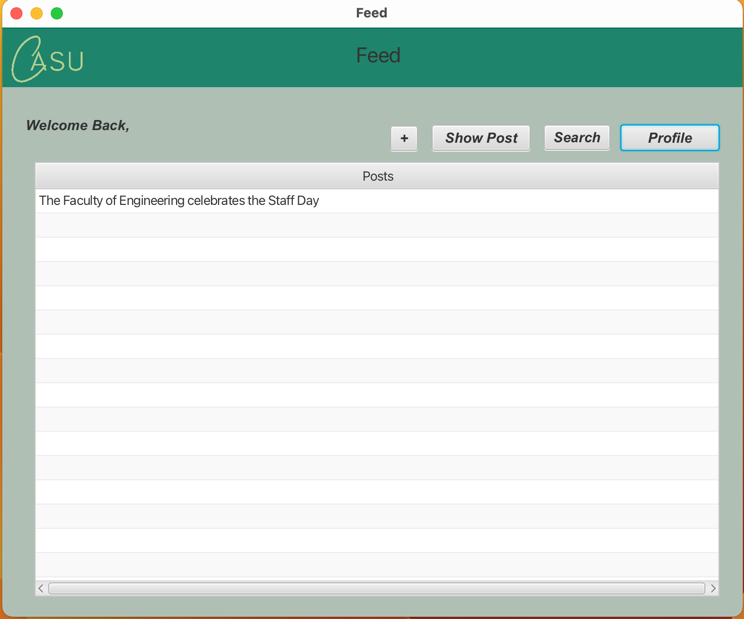 Feed
ASU
Feed
Welcome Back,
+ Show Post Search Profile
Posts
The Faculty of Engineering celebrates the Staff Day